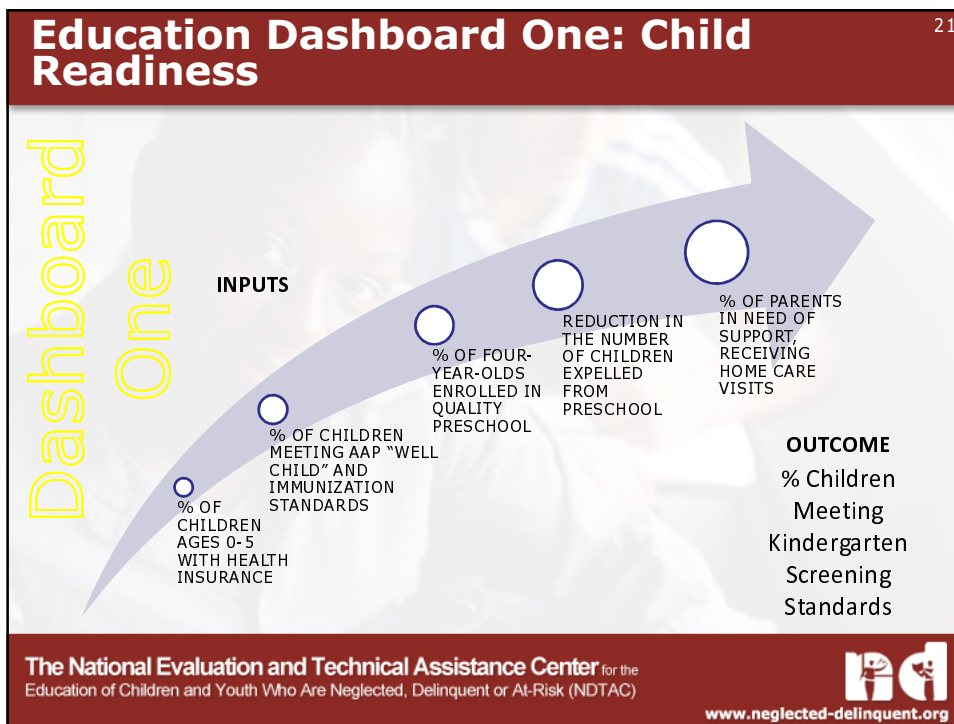 Education Dashboard One: Child
Readiness
21
Dashboard
One
INPUTS
% OF
CHILDREN
AGES 0-5
WITH HEALTH
INSURANCE
% OF CHILDREN
MEETING AAP “WELL
CHILD” AND
IMMUNIZATION
STANDARDS
% OF FOUR-
YEAR-OLDS
ENROLLED IN
QUALITY
PRESCHOOL
REDUCTION IN
THE NUMBER
OF CHILDREN
EXPELLED
FROM
PRESCHOOL
% OF PARENTS
IN NEED OF
SUPPORT,
RECEIVING
HOME CARE
VISITS
OUTCOME
% Children
Meeting
Kindergarten
Screening
Standards
The National Evaluation and Technical Assistance Center for the
Education of Children and Youth Who Are Neglected, Delinquent or At-Risk (NDTAC)
nd
www.neglected-delinquent.org